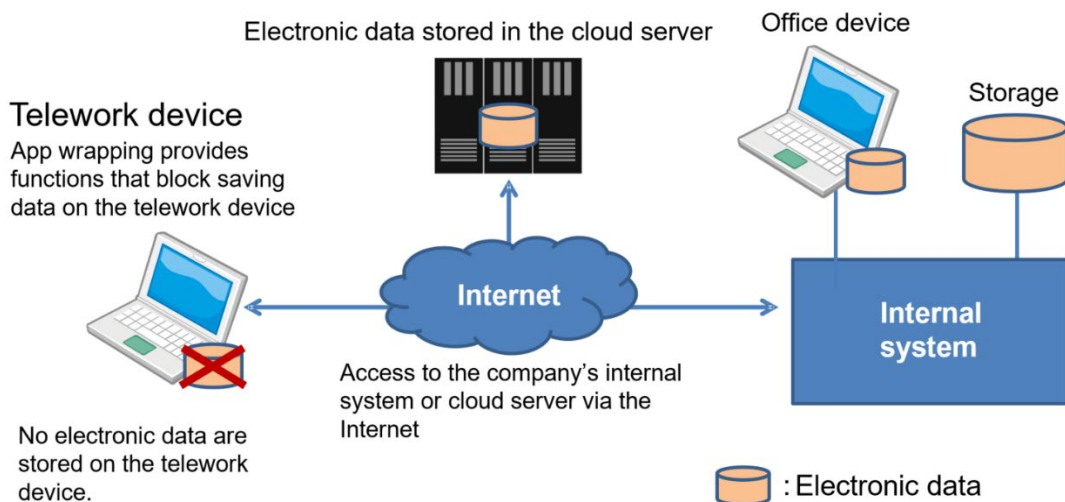 Electronic data stored in the cloud server
Office device
Storage
Telework device
App wrapping provides
functions that block saving
data on the telework device
Internet
Internal
system
Access to the company's internal
system or cloud server via the
Internet
No electronic data are
stored on the telework
device.
: Electronic data